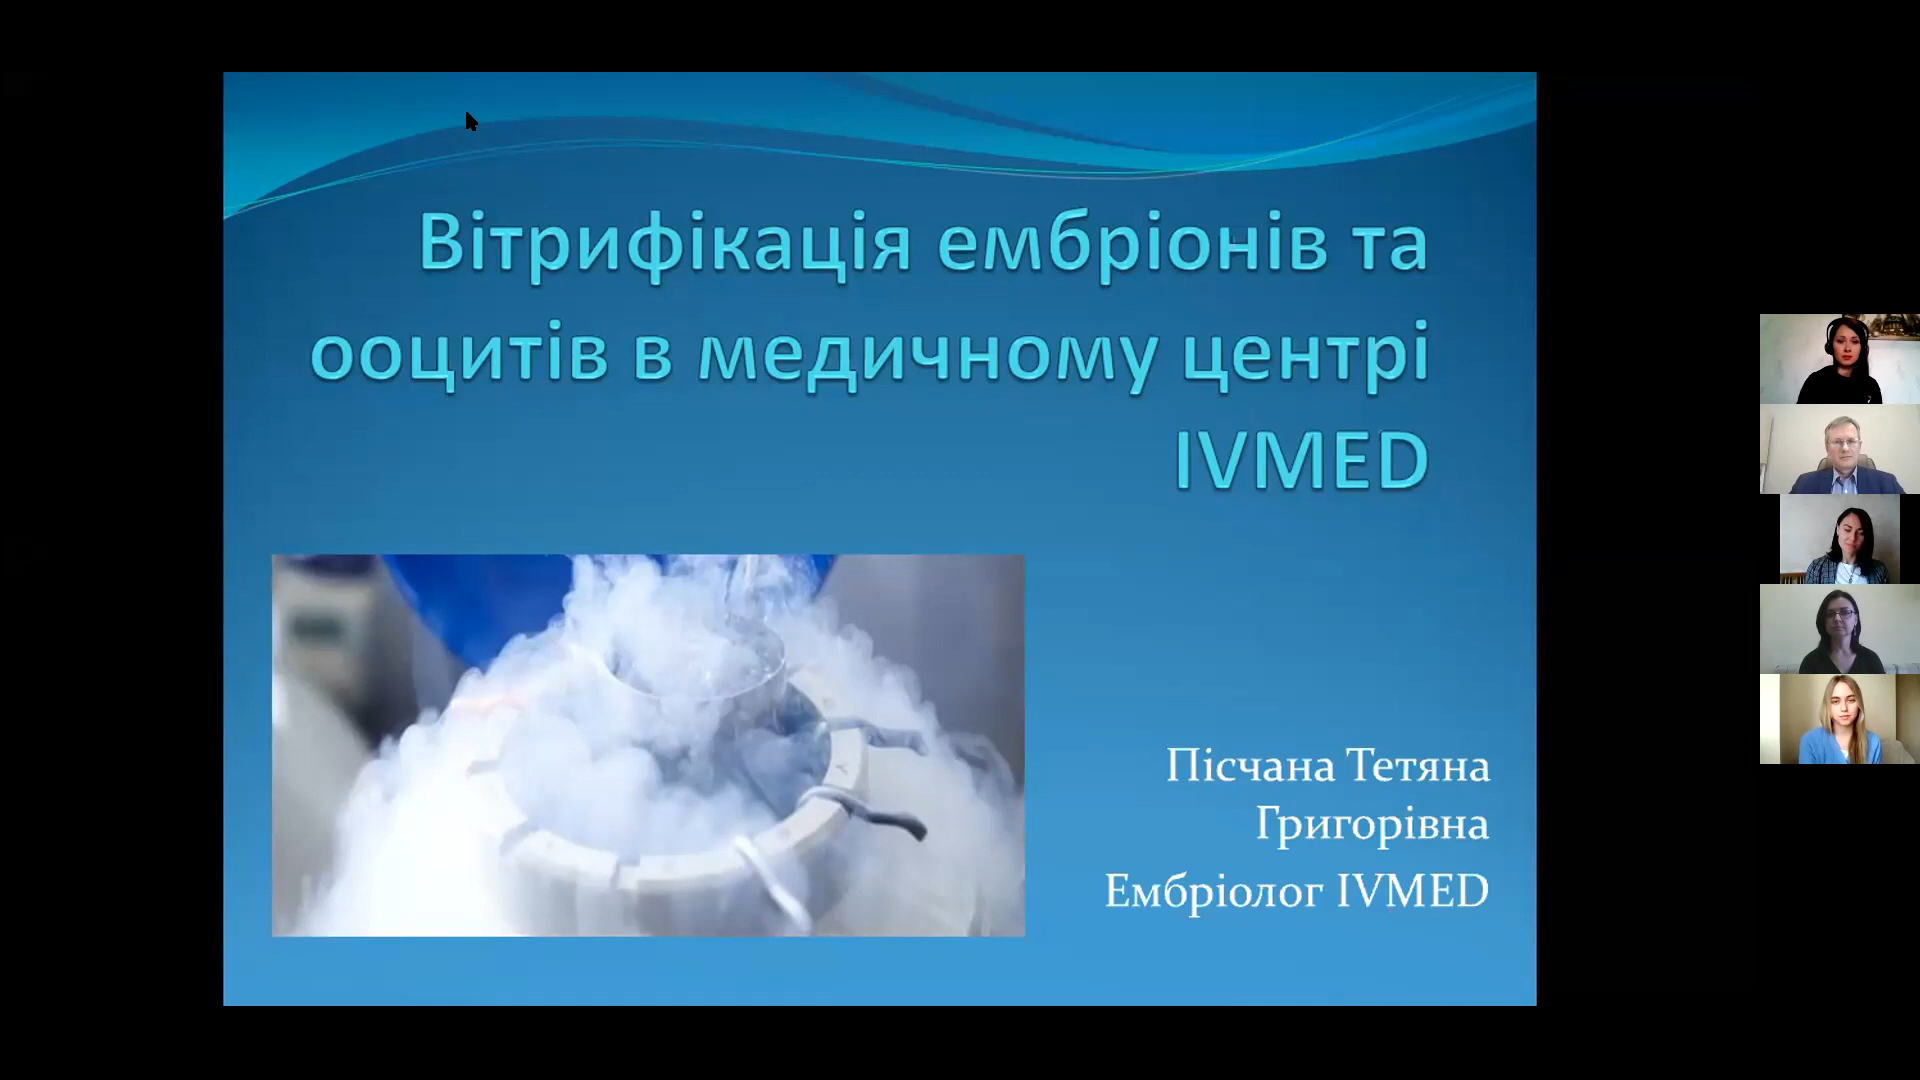 Вітрифікація ембріонів та
ооцитів в медичному центрі
IVMED
Пісчана Тетяна
Григорівна
Ембріолог IVMED